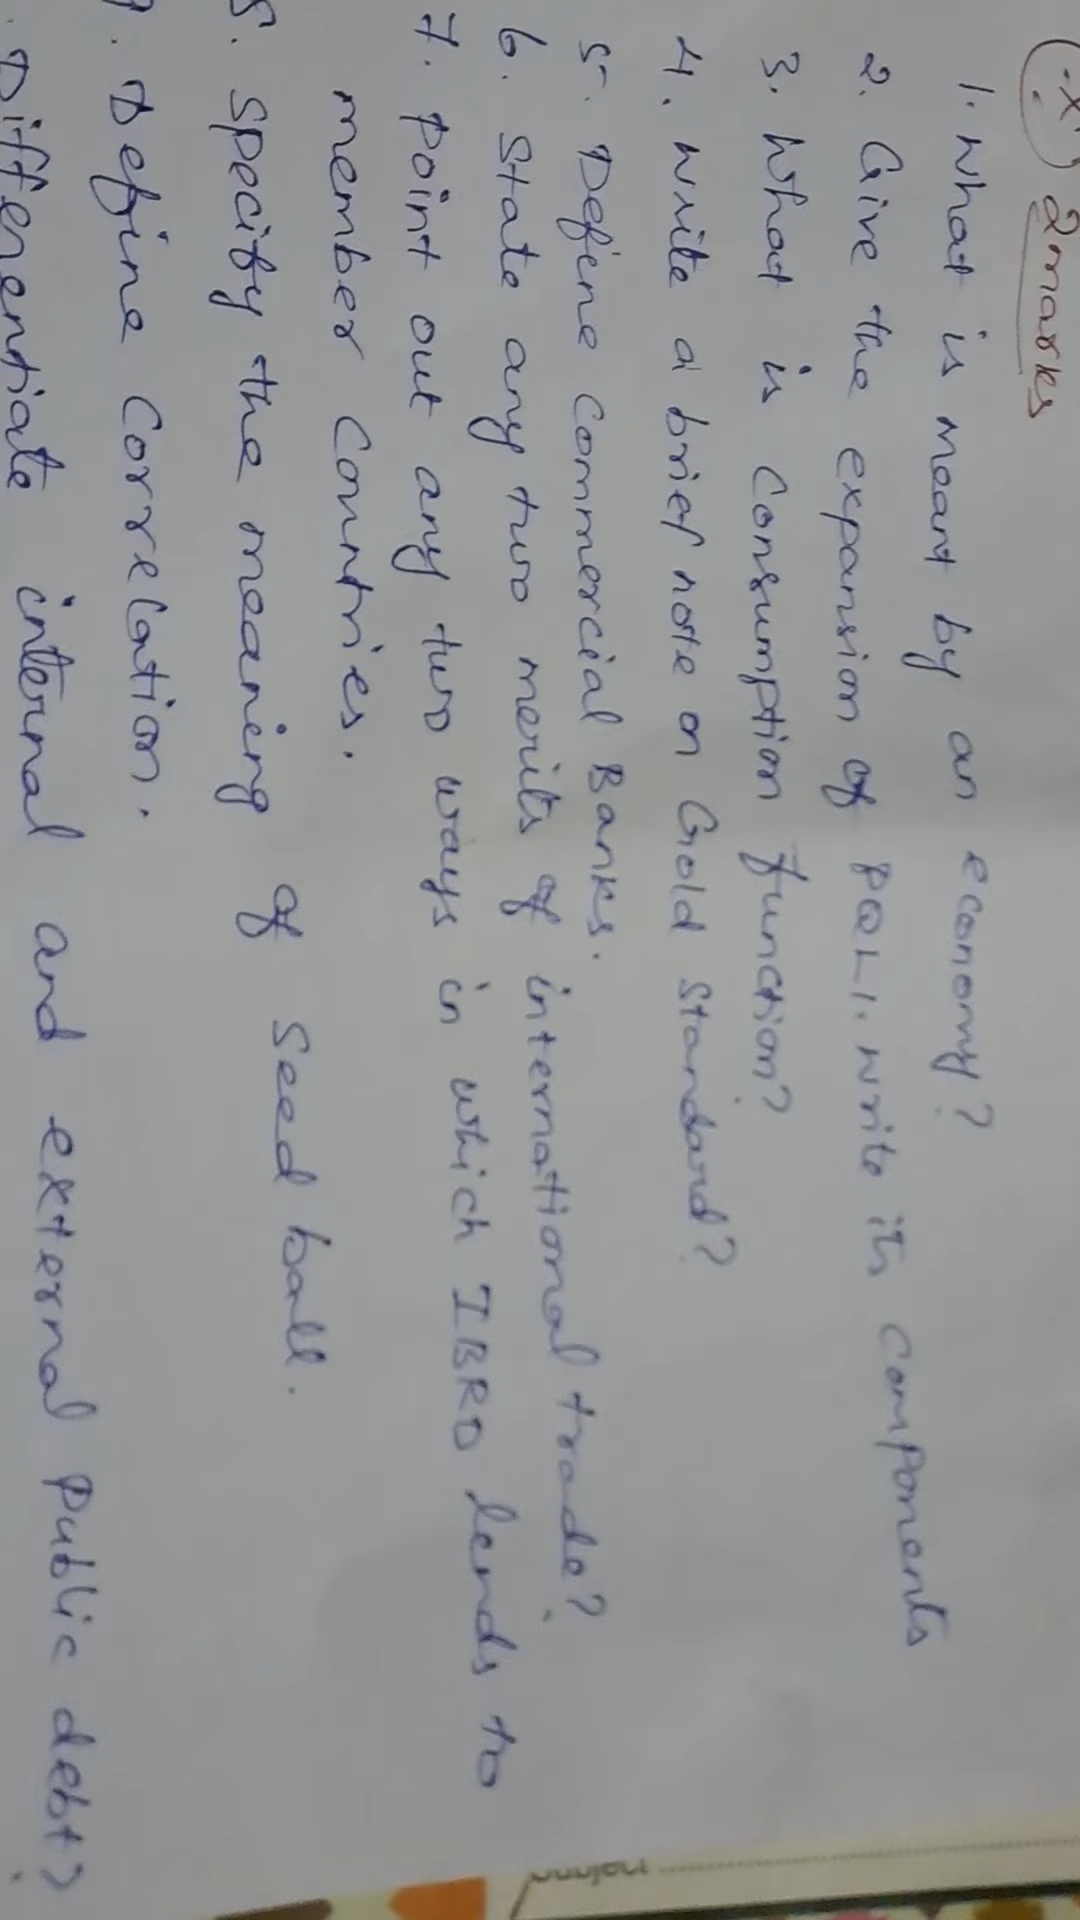 (x) 2marks
1. What is meant by an economy?
2. Give the expansion of PQLI. write its components
3. What is consumption function?
4. Write a brief note on Gold Standard?
5. Define Commercial Banks.
6. State any two merits of international trade?
7. Point out any two ways in which IBRD lends to
member Countries.
8. Specify the meaning of seed ball.
9. Define Correlation.
Differentiate internal and external public debt?